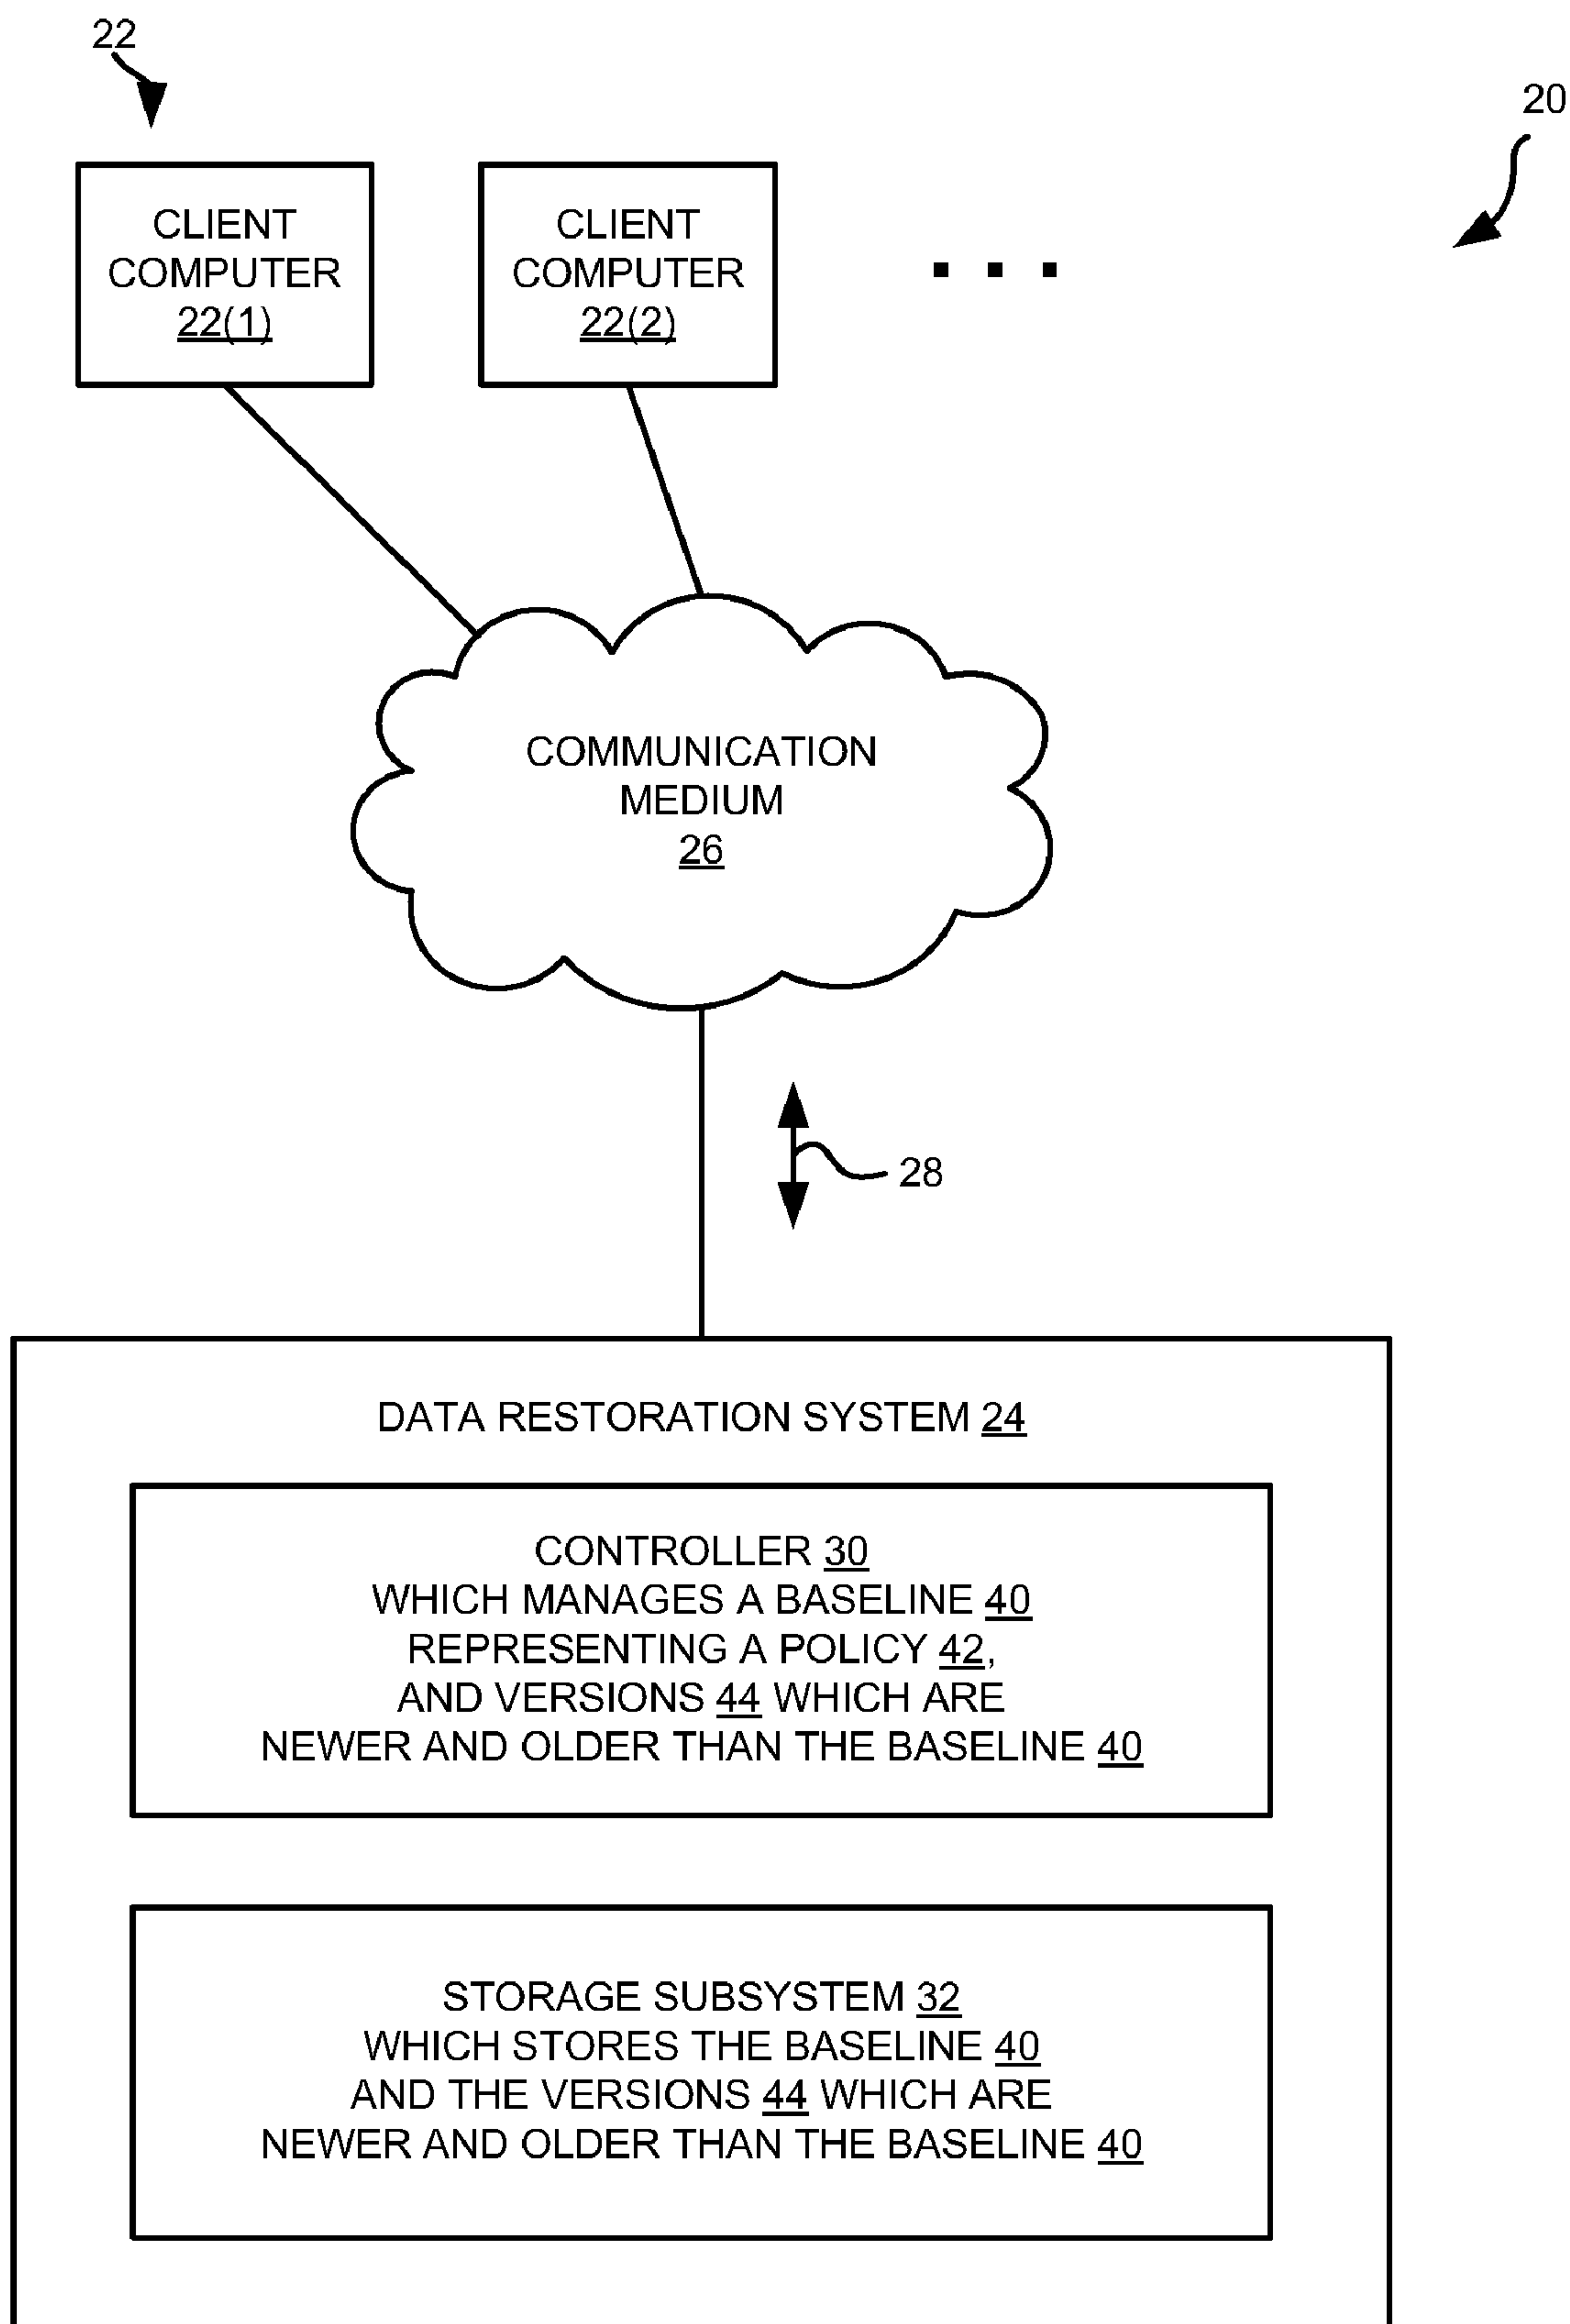 22
20
CLIENT
COMPUTER
22(1)
CLIENT
COMPUTER
22(2)
COMMUNICATION
MEDIUM
26
28
DATA RESTORATION SYSTEM 24
CONTROLLER 30
WHICH MANAGES A BASELINE 40
REPRESENTING A POLICY 42,
AND VERSIONS 44 WHICH ARE
NEWER AND OLDER THAN THE BASELINE 40
STORAGE SUBSYSTEM 32
WHICH STORES THE BASELINE 40
AND THE VERSIONS 44 WHICH ARE
NEWER AND OLDER THAN THE BASELINE 40